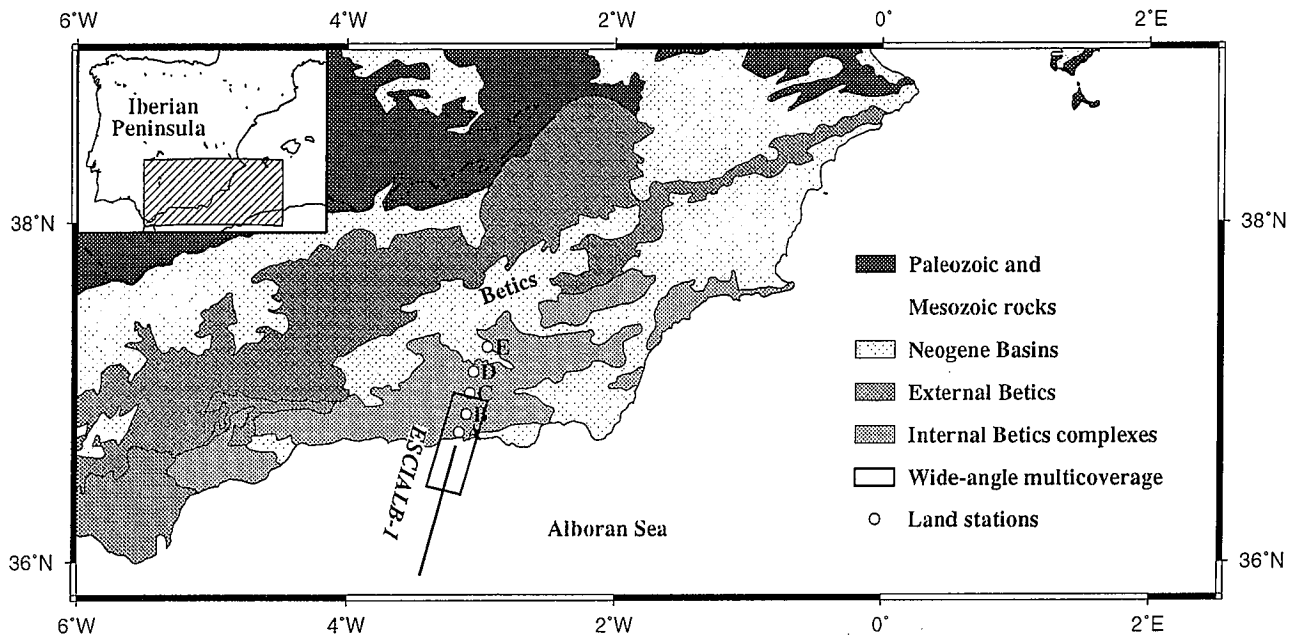 6°W 4°W 2°W 0° 2°E
Iberian
Peninsula
38°N 38°N
Betics
Paleozoic and
Mesozoic rocks
Neogene Basins
External Betics
Internal Betics complexes
Wide-angle multicoverage
Land stations
E
D
C
B
A
ESCIALB-1
Alboran Sea
36°N 36°N
6°W 4°W 2°W 0° 2°E